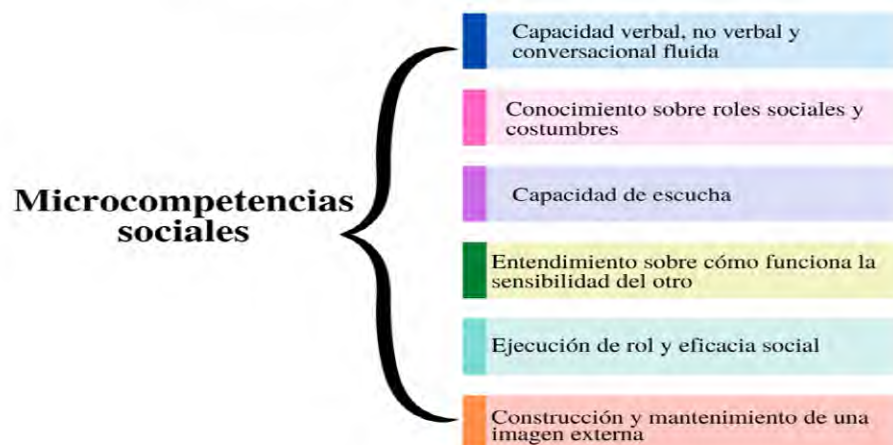 Microcompetencias
sociales
Capacidad verbal, no verbal y
conversacional fluida
Conocimiento sobre roles sociales y
costumbres
Capacidad de escucha
Entendimiento sobre cómo funciona la
sensibilidad del otro
Ejecución de rol y eficacia social
Construcción y mantenimiento de una
imagen externa